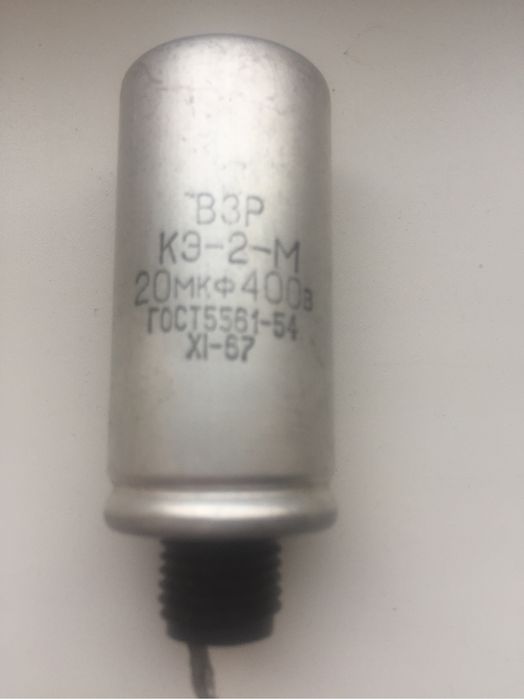 ВЗР
КЭ-2-М
20мкф400в
ГОСТ5561-54
XI-67